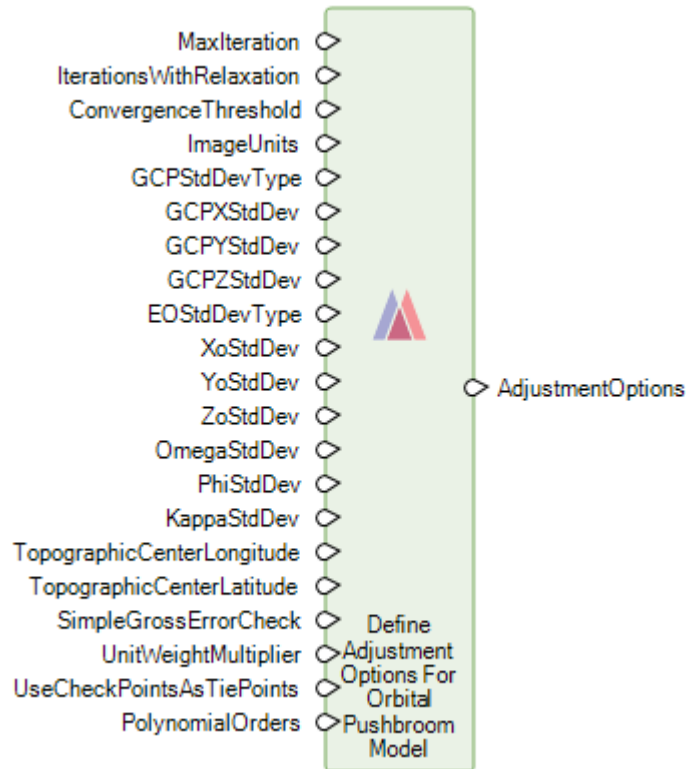 MaxIteration
IterationsWithRelaxation
ConvergenceThreshold
ImageUnits
GCPStdDevType
GCPXStdDev
GCPYStdDev
GCPZStdDev
EOStdDevType
XoStdDev
YoStdDev
ZoStdDev
OmegaStdDev
PhiStdDev
KappaStdDev
TopographicCenterLongitude
TopographicCenterLatitude
SimpleGrossErrorCheck
UnitWeightMultiplier
UseCheckPointsAsTiePoints
PolynomialOrders
AdjustmentOptions
Define
Adjustment
Options For
Orbital
Pushbroom
Model